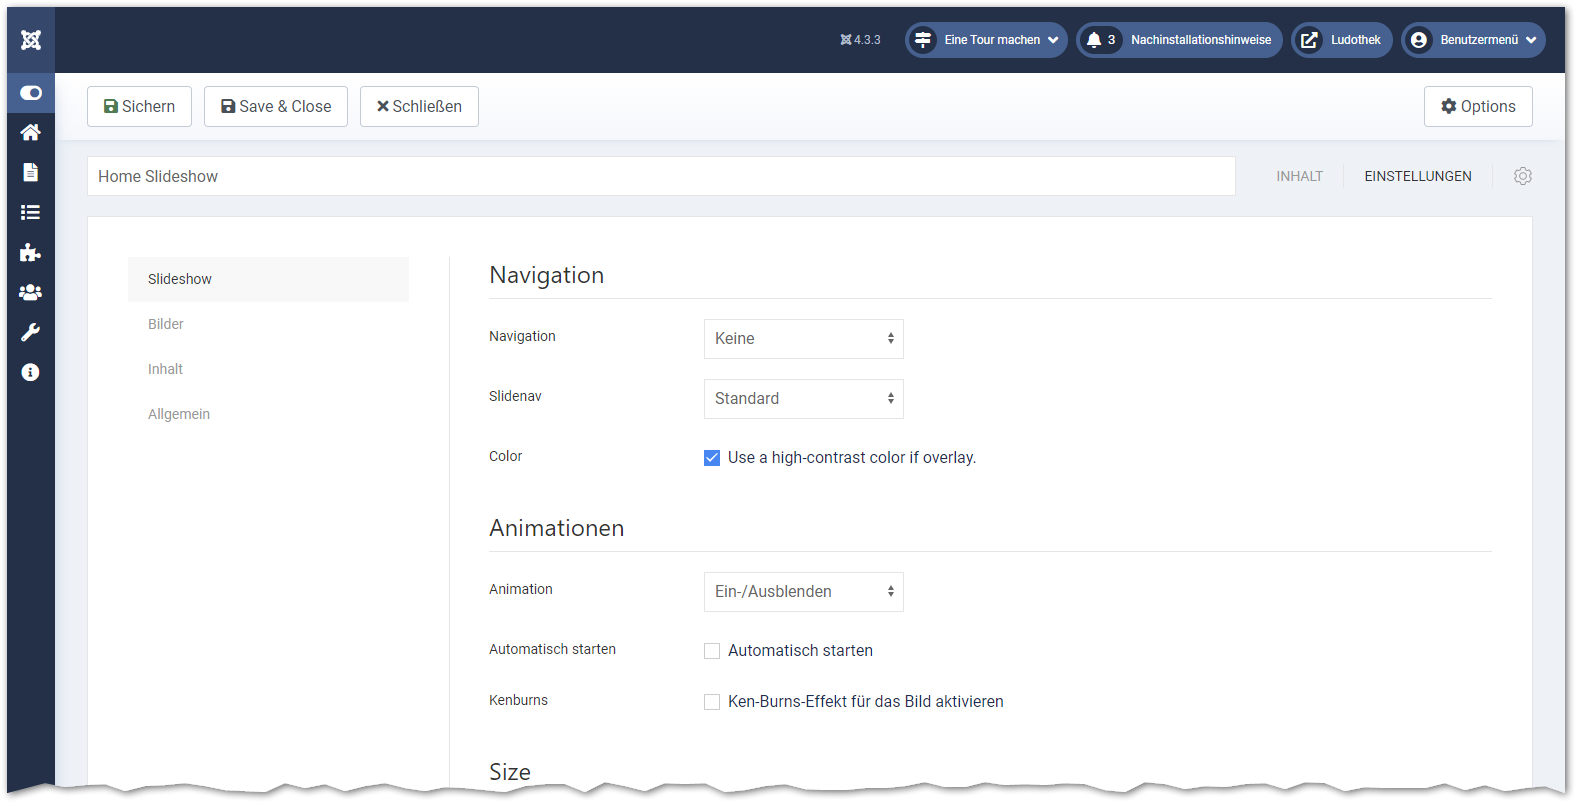 4.3.3
Eine Tour machen
3 Nachinstallationshinweise
Ludothek
Benutzermenü
Sichern
Save & Close
Schließen
Options
Home Slideshow
INHALT
EINSTELLUNGEN
Slideshow
Bilder
Inhalt
Allgemein
Navigation
Navigation
Keine
Slidenav
Standard
Color
Use a high-contrast color if overlay.
Animationen
Animation
Ein-/Ausblenden
Automatisch starten
Automatisch starten
Kenburns
Ken-Burns-Effekt für das Bild aktivieren
Size